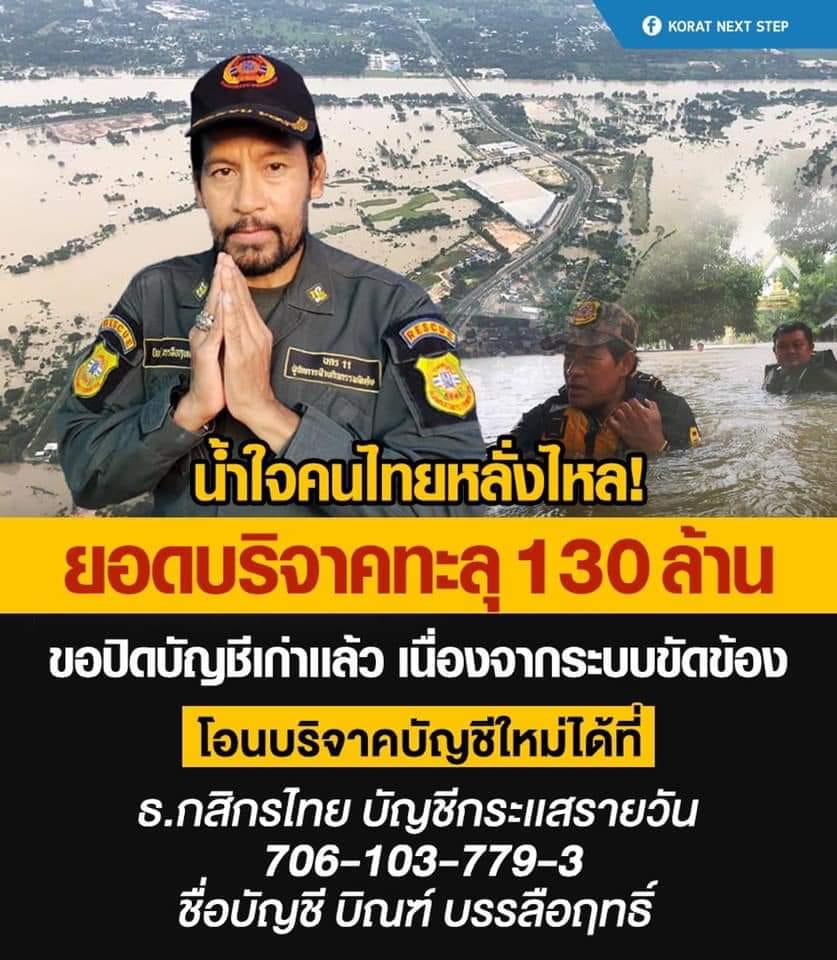 KORAT NEXT STEP
RESCUE
RESCUE
นคร 11
น้ำใจคนไทยหลั่งไหล!
ยอดบริจาคทะลุ 130 ล้าน
ขอปิดบัญชีเก่าแล้ว เนื่องจากระบบขัดข้อง
โอนบริจาคบัญชีใหม่ได้ที่
ธ.กสิกรไทย บัญชีกระแสรายวัน
706-103-779-3
ชื่อบัญชี บิณฑ์ บรรลือฤทธิ์